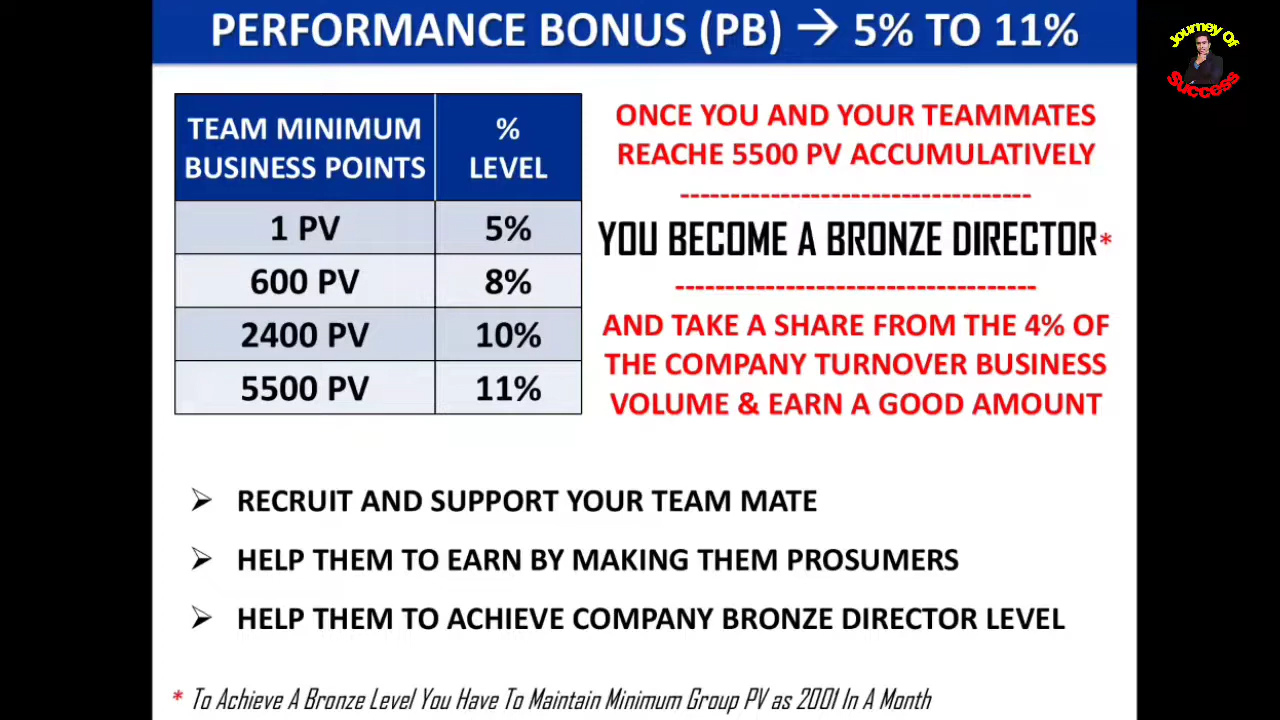 PERFORMANCE BONUS (PB) → 5% TO 11%
Journey Of
Success
TEAM MINIMUM
BUSINESS POINTS
%
LEVEL
1 PV 5%
600 PV 8%
2400 PV 10%
5500 PV 11%
ONCE YOU AND YOUR TEAMMATES
REACHE 5500 PV ACCUMULATIVELY
-----------------------------------
YOU BECOME A BRONZE DIRECTOR*
------------------------------------
AND TAKE A SHARE FROM THE 4% OF
THE COMPANY TURNOVER BUSINESS
VOLUME & EARN A GOOD AMOUNT
➢ RECRUIT AND SUPPORT YOUR TEAM MATE
➢ HELP THEM TO EARN BY MAKING THEM PROSUMERS
➢ HELP THEM TO ACHIEVE COMPANY BRONZE DIRECTOR LEVEL
* To Achieve A Bronze Level You Have To Maintain Minimum Group PV as 2001 In A Month